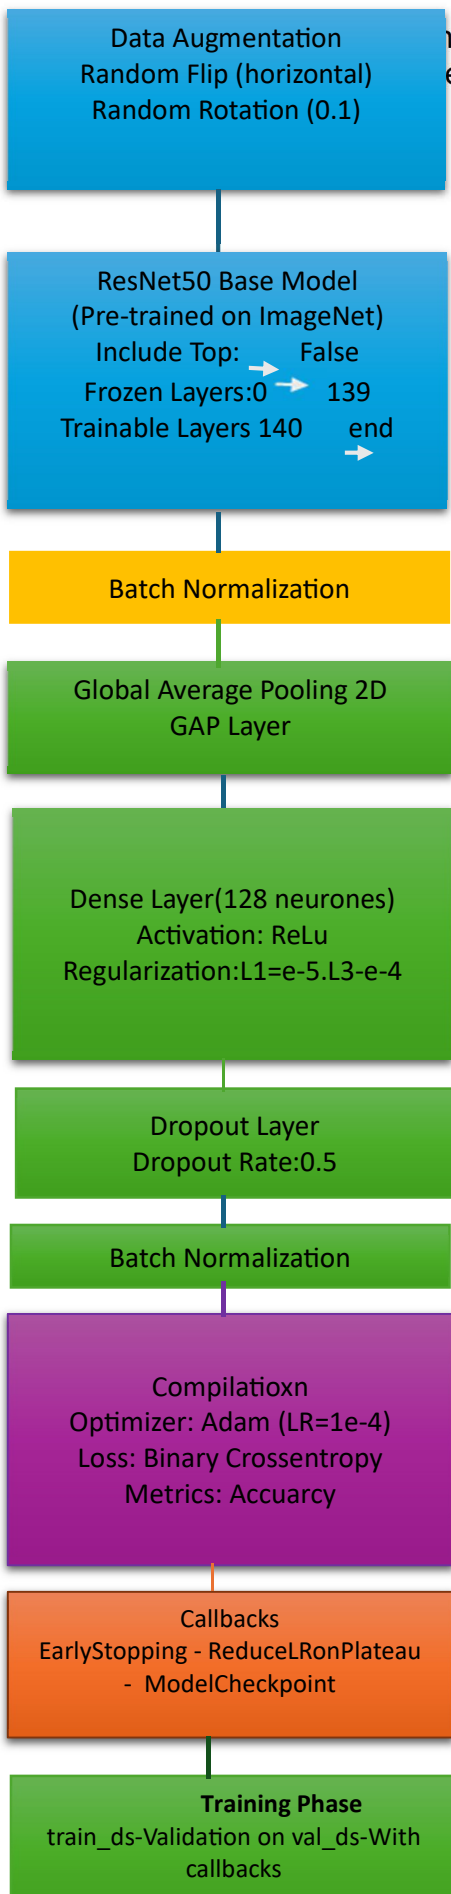 Data Augmentation
Random Flip (horizontal)
Random Rotation (0.1)
ResNet50 Base Model
(Pre-trained on ImageNet)
Include Top: → False
Frozen Layers:0 → 139
Trainable Layers 140 → end
Batch Normalization
Global Average Pooling 2D
GAP Layer
Dense Layer(128 neurones)
Activation: ReLu
Regularization:L1=e-5.L3-e-4
Dropout Layer
Dropout Rate:0.5
Batch Normalization
Compilatioxn
Optimizer: Adam (LR=1e-4)
Loss: Binary Crossentropy
Metrics: Accuarcy
Callbacks
EarlyStopping - ReduceLRonPlateau
- ModelCheckpoint
Training Phase
train_ds-Validation on val_ds-With
callbacks